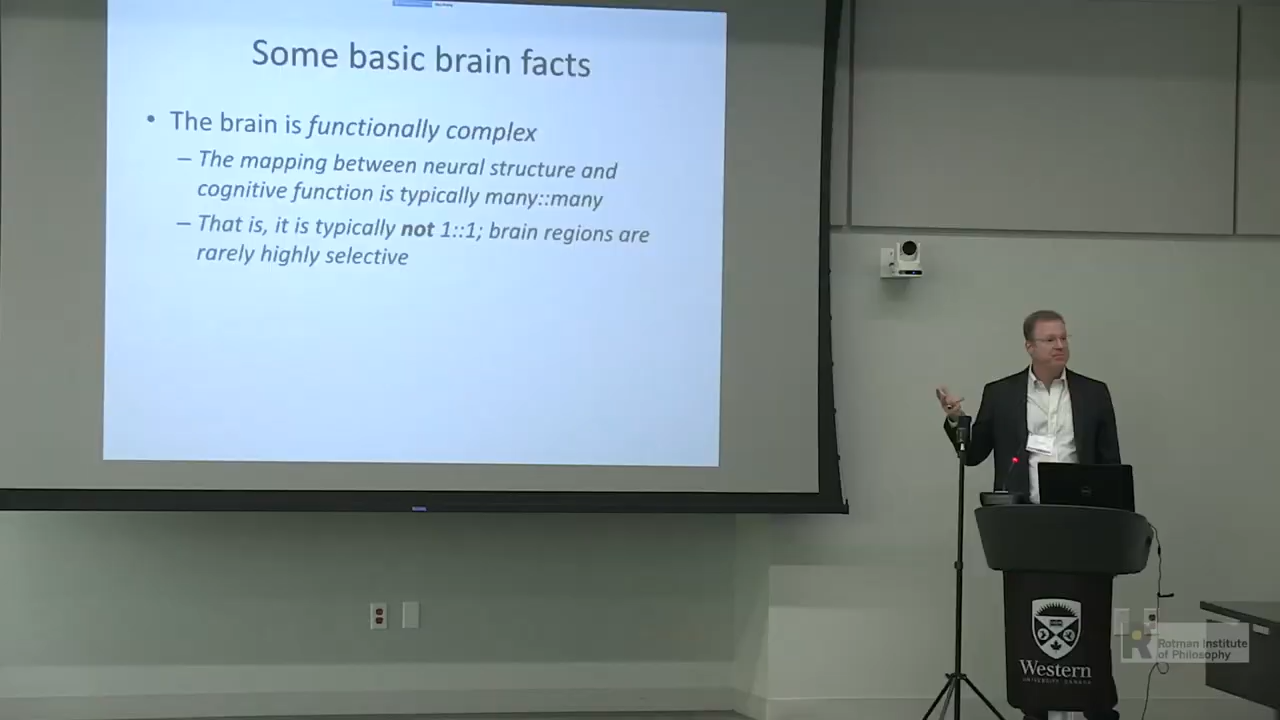 Some basic brain facts
• The brain is functionally complex
– The mapping between neural structure and
cognitive function is typically many::many
– That is, it is typically not 1::1; brain regions are
rarely highly selective
Western
UNIVERSITY · CANADA
Rotman Institute
of Philosophy